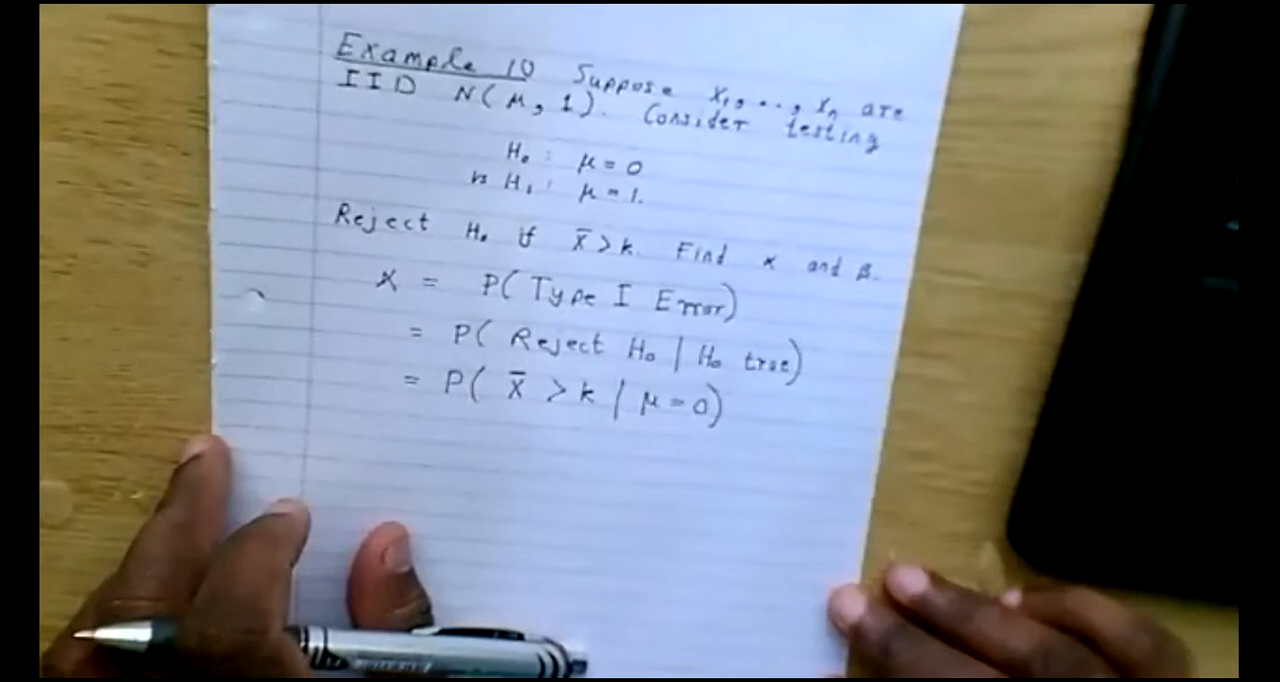 Example 10 Suppose X₁, ..., Xₙ are
IID N(μ, 1). Consider testing
H₀ : μ = 0
vs H₁ : μ = 1.
Reject H₀ if X̄ > k. Find α and β.
α = P( Type I Error)
= P( Reject H₀ | H₀ true)
= P( X̄ > k | μ = 0)